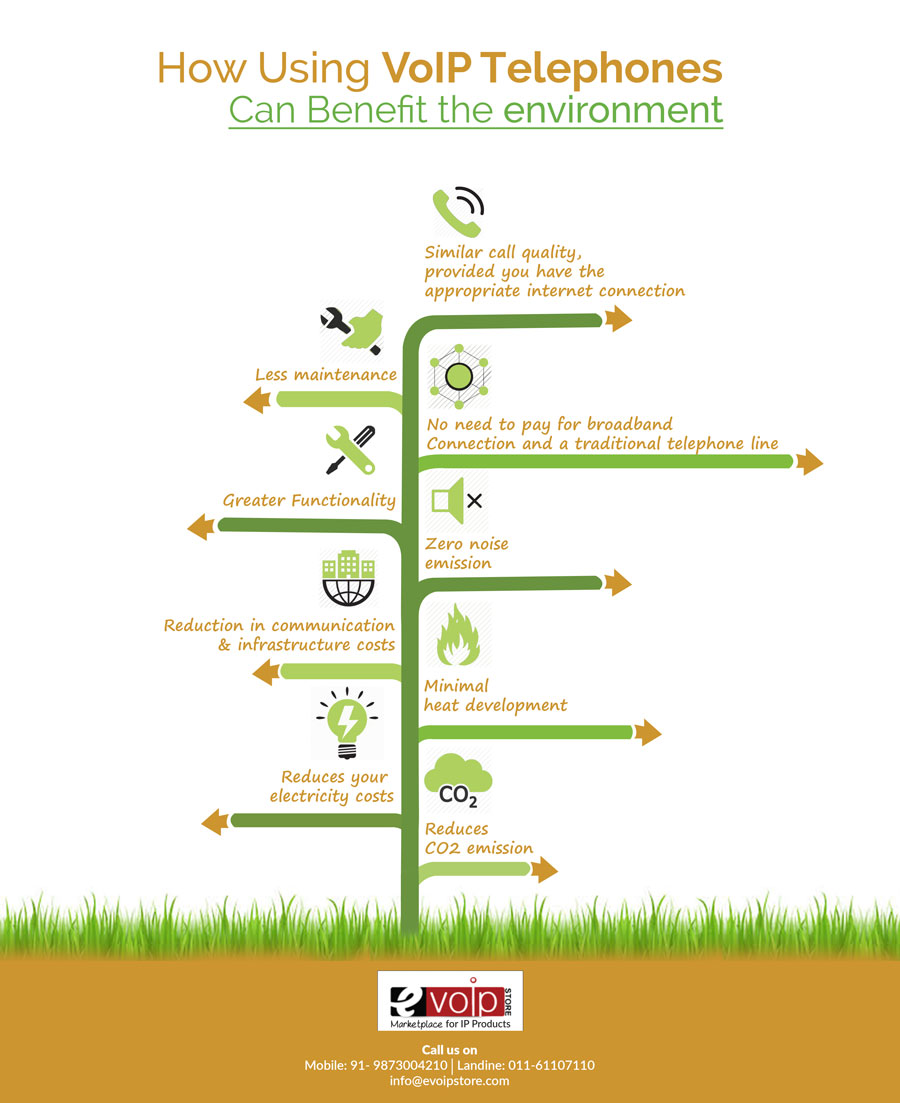 How Using VoIP Telephones
Can Benefit the environment
Similar call quality,
provided you have the
appropriate internet connection
Less maintenance
No need to pay for broadband
Connection and a traditional telephone line
Greater Functionality
Zero noise
emission
Reduction in communication
& infrastructure costs
Minimal
heat development
Reduces your
electricity costs
CO2
Reduces
CO2 emission
evoip STORE
Marketplace for IP Products
Call us on
Mobile: 91- 9873004210 | Landine: 011-61107110
info@evoipstore.com